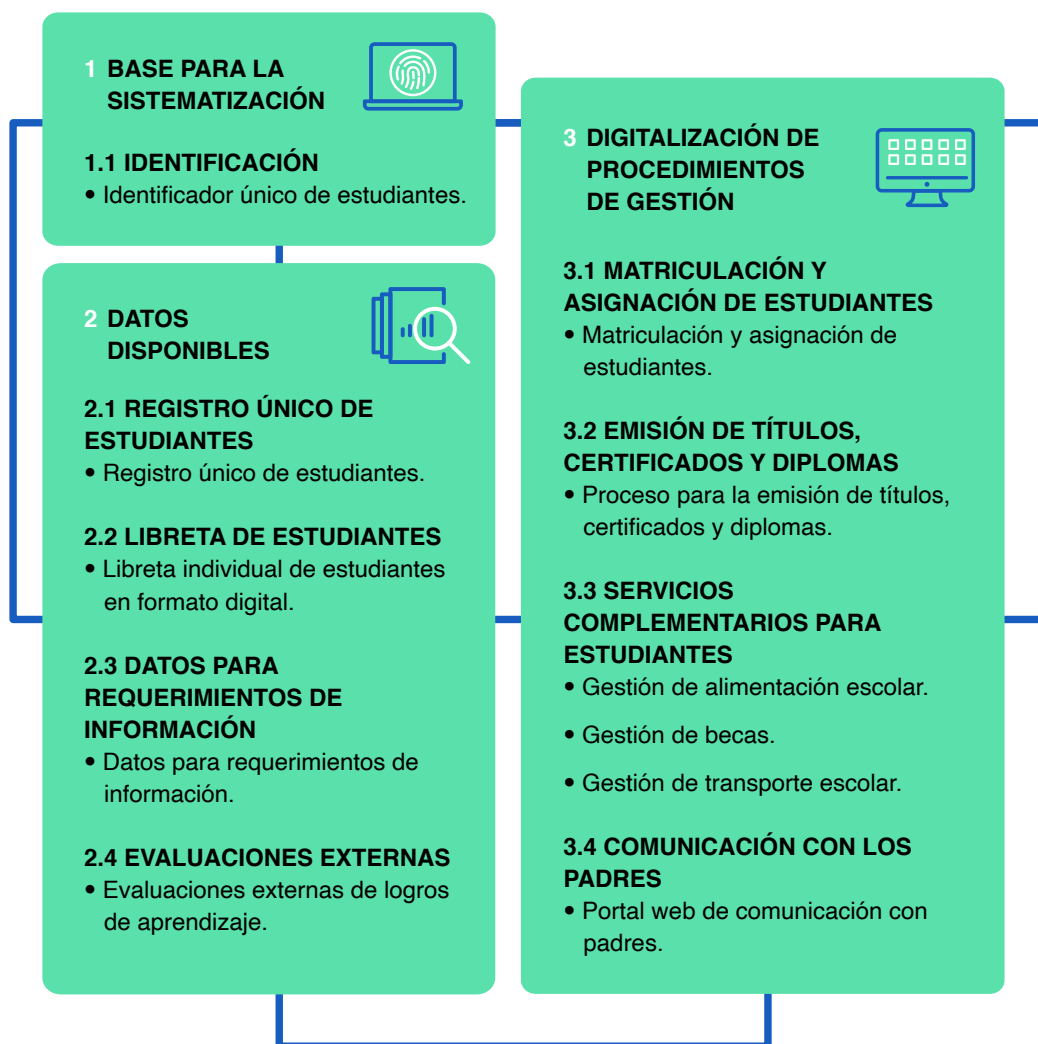 1 BASE PARA LA
SISTEMATIZACIÓN
1.1 IDENTIFICACIÓN
• Identificador único de estudiantes.
2 DATOS
DISPONIBLES
2.1 REGISTRO ÚNICO DE
ESTUDIANTES
• Registro único de estudiantes.
2.2 LIBRETA DE ESTUDIANTES
• Libreta individual de estudiantes
en formato digital.
2.3 DATOS PARA
REQUERIMIENTOS DE
INFORMACIÓN
• Datos para requerimientos de
información.
2.4 EVALUACIONES EXTERNAS
• Evaluaciones externas de logros
de aprendizaje.
3 DIGITALIZACIÓN DE
PROCEDIMIENTOS
DE GESTIÓN
3.1 MATRICULACIÓN Y
ASIGNACIÓN DE ESTUDIANTES
• Matriculación y asignación de
estudiantes.
3.2 EMISIÓN DE TÍTULOS,
CERTIFICADOS Y DIPLOMAS
• Proceso para la emisión de títulos,
certificados y diplomas.
3.3 SERVICIOS
COMPLEMENTARIOS PARA
ESTUDIANTES
• Gestión de alimentación escolar.
• Gestión de becas.
• Gestión de transporte escolar.
3.4 COMUNICACIÓN CON LOS
PADRES
• Portal web de comunicación con
padres.